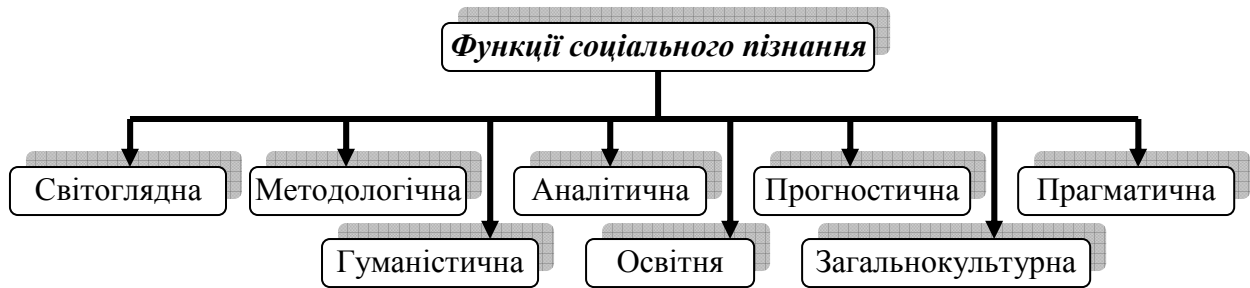 Функції соціального пізнання
Світоглядна
Методологічна
Аналітична
Прогностична
Прагматична
Гуманістична
Освітня
Загальнокультурна